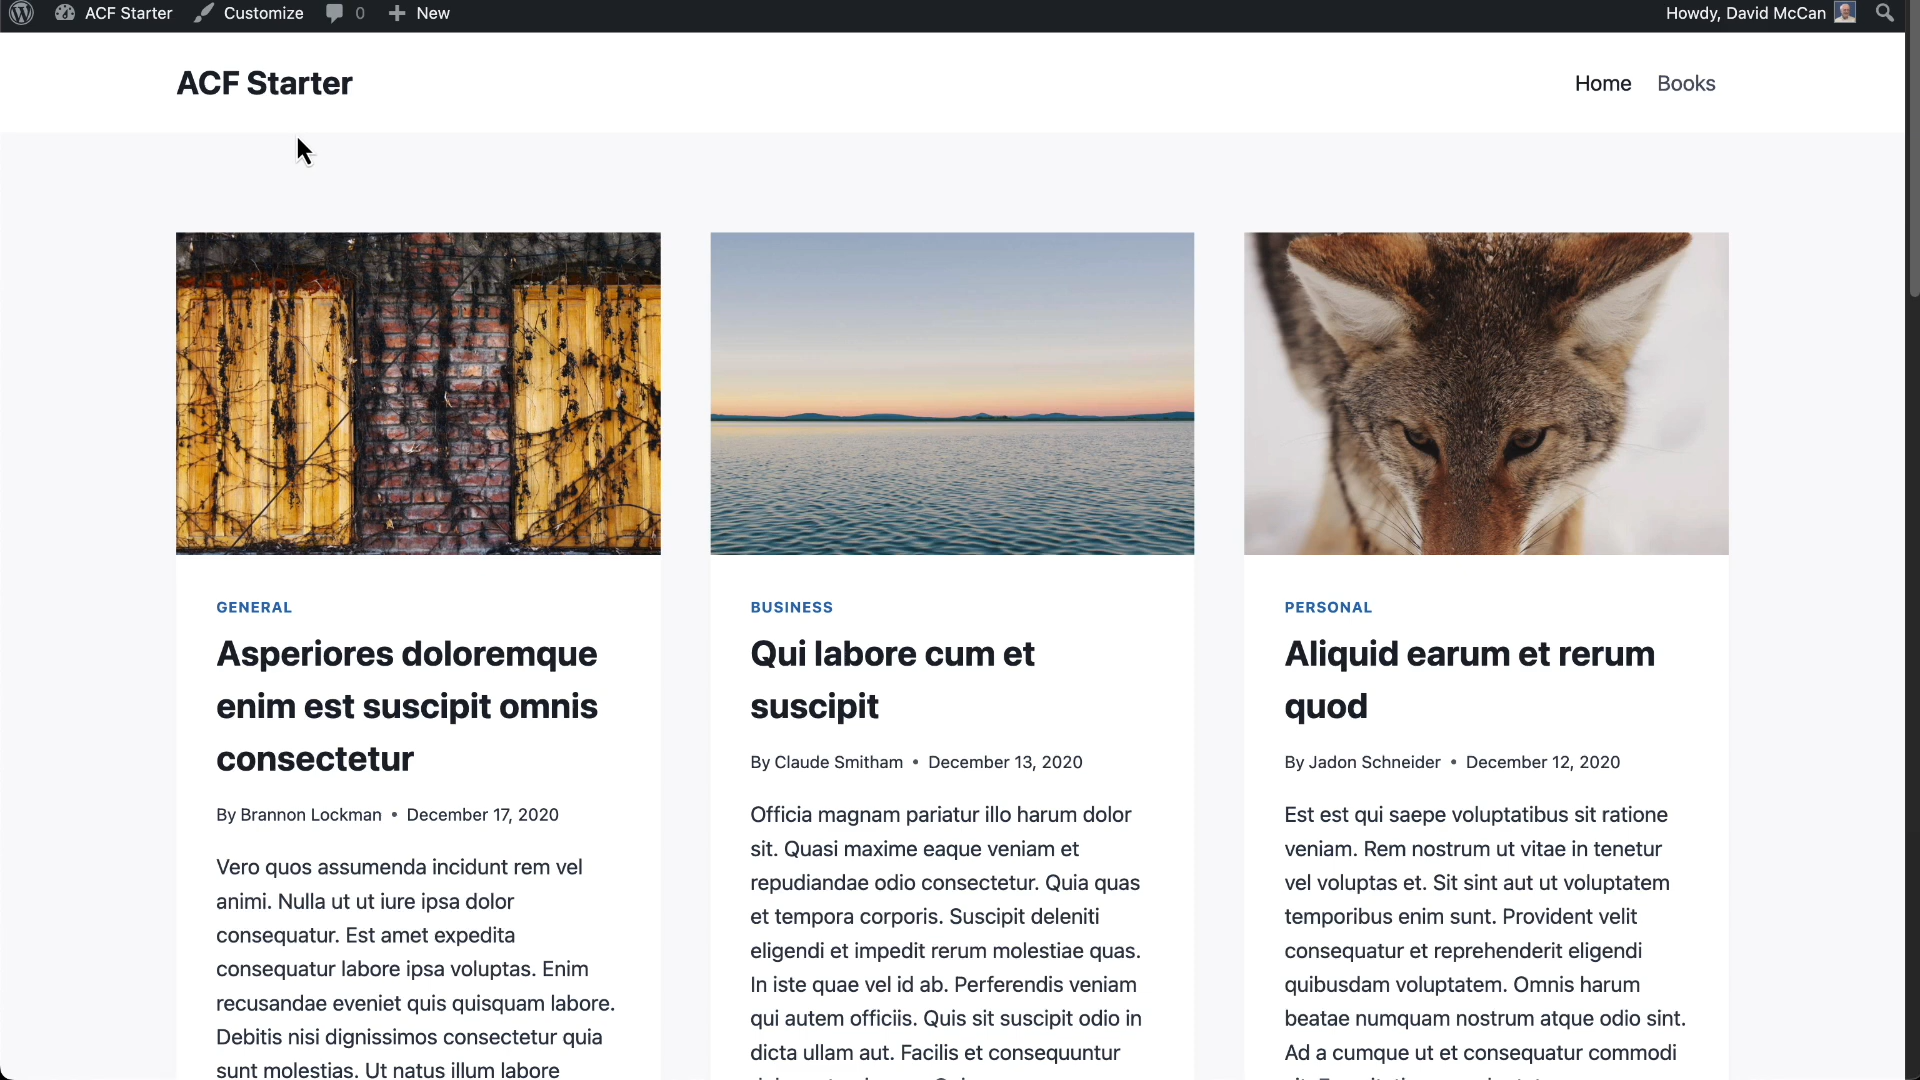 ACF Starter Customize 0 New Howdy, David McCan
ACF Starter Home Books
GENERAL
Asperiores doloremque
enim est suscipit omnis
consectetur
By Brannon Lockman • December 17, 2020
Vero quos assumenda incidunt rem vel
animi. Nulla ut ut iure ipsa dolor
consequatur. Est amet expedita
consequatur labore ipsa voluptas. Enim
recusandae eveniet quis quisquam labore.
Debitis nisi dignissimos consectetur quia
sunt molestias. Ut natus illum labore
BUSINESS
Qui labore cum et
suscipit
By Claude Smitham • December 13, 2020
Officia magnam pariatur illo harum dolor
sit. Quasi maxime eaque veniam et
repudiandae odio consectetur. Quia quas
et tempora corporis. Suscipit deleniti
eligendi et impedit rerum molestiae quas.
In iste quae vel id ab. Perferendis veniam
qui autem officiis. Quis sit suscipit odio in
dicta ullam aut. Facilis et consequuntur
PERSONAL
Aliquid earum et rerum
quod
By Jadon Schneider • December 12, 2020
Est est qui saepe voluptatibus sit ratione
veniam. Rem nostrum ut vitae in tenetur
vel voluptas et. Sit sint aut ut voluptatem
temporibus enim sunt. Provident velit
consequatur et reprehenderit eligendi
quibusdam voluptatem. Omnis harum
beatae numquam nostrum atque odio sint.
Ad a cumque ut et consequatur commodi